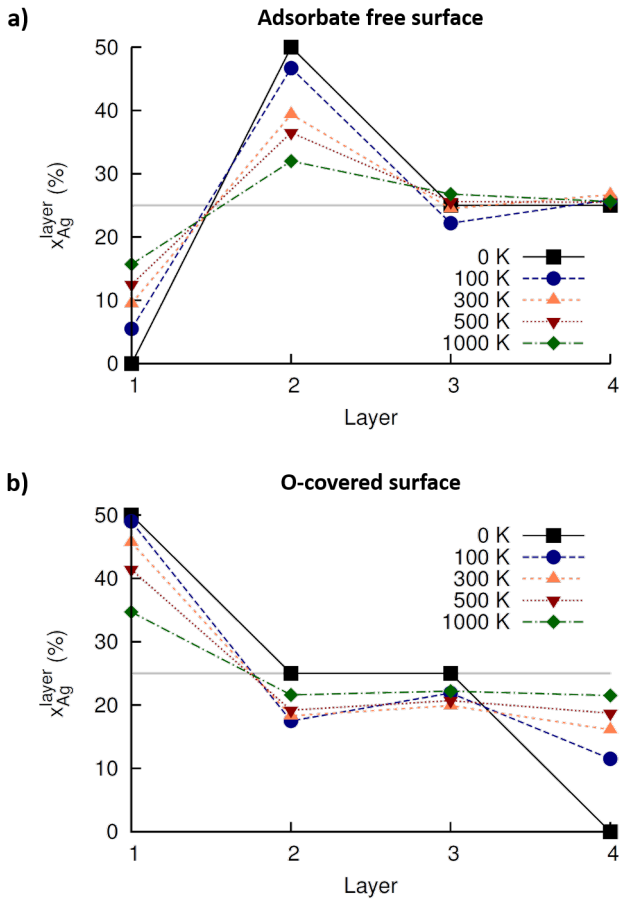 a)
Adsorbate free surface
50
40
30
20
10
0
x_Ag^layer (%)
0 K
100 K
300 K
500 K
1000 K
1 2 3 4
Layer
b)
O-covered surface
50
40
30
20
10
0
x_Ag^layer (%)
0 K
100 K
300 K
500 K
1000 K
1 2 3 4
Layer